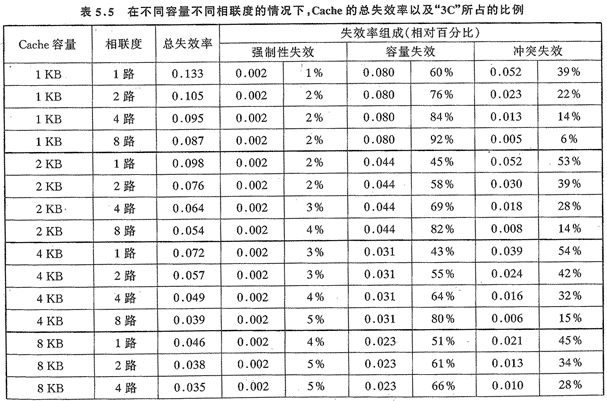 表 5.5 在不同容量不同相联度的情况下,Cache 的总失效率以及“3C”所占的比例
Cache 容量 相联度 总失效率 失效率组成(相对百分比)
强制性失效 容量失效 冲突失效
1 KB 1 路 0.133 0.002 1% 0.080 60% 0.052 39%
1 KB 2 路 0.105 0.002 2% 0.080 76% 0.023 22%
1 KB 4 路 0.095 0.002 2% 0.080 84% 0.013 14%
1 KB 8 路 0.087 0.002 2% 0.080 92% 0.005 6%
2 KB 1 路 0.098 0.002 2% 0.044 45% 0.052 53%
2 KB 2 路 0.076 0.002 2% 0.044 58% 0.030 39%
2 KB 4 路 0.064 0.002 3% 0.044 69% 0.018 28%
2 KB 8 路 0.054 0.002 4% 0.044 82% 0.008 14%
4 KB 1 路 0.072 0.002 3% 0.031 43% 0.039 54%
4 KB 2 路 0.057 0.002 3% 0.031 55% 0.024 42%
4 KB 4 路 0.049 0.002 4% 0.031 64% 0.016 32%
4 KB 8 路 0.039 0.002 5% 0.031 80% 0.006 15%
8 KB 1 路 0.046 0.002 4% 0.023 51% 0.021 45%
8 KB 2 路 0.038 0.002 5% 0.023 61% 0.013 34%
8 KB 4 路 0.035 0.002 5% 0.023 66% 0.010 28%